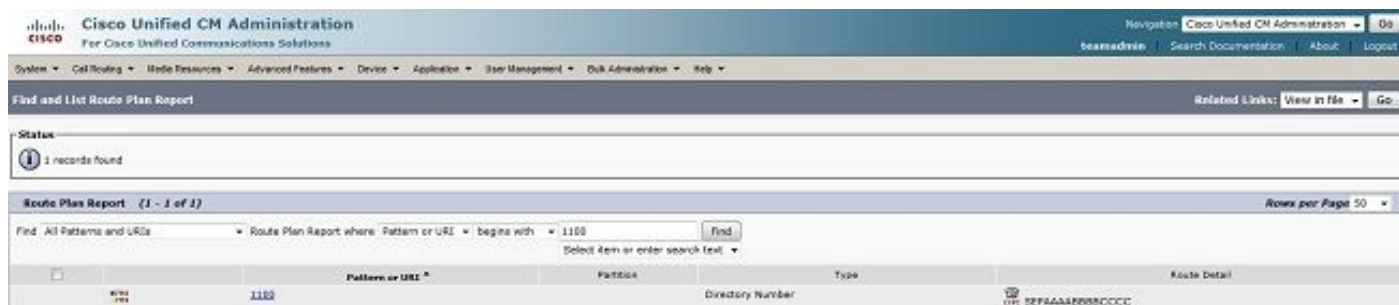 Cisco Unified CM Administration
CISCO For Cisco Unified Communications Solutions
Navigation Cisco Unified CM Administration Go
teamadmin Search Documentation About Logout
System Call Routing Media Resources Advanced Features Device Application User Management Bulk Administration Help
Find and List Route Plan Report
Related Links: View in file Go
Status
1 records found
Route Plan Report (1 - 1 of 1)
Rows per Page 50
Find All Patterns and URIs Route Plan Report where Pattern or URI begins with 1100 Find
Select item or enter search text
Pattern or URI Partition Type Route Detail
1100 Directory Number SEPAAAABBBBCCCC